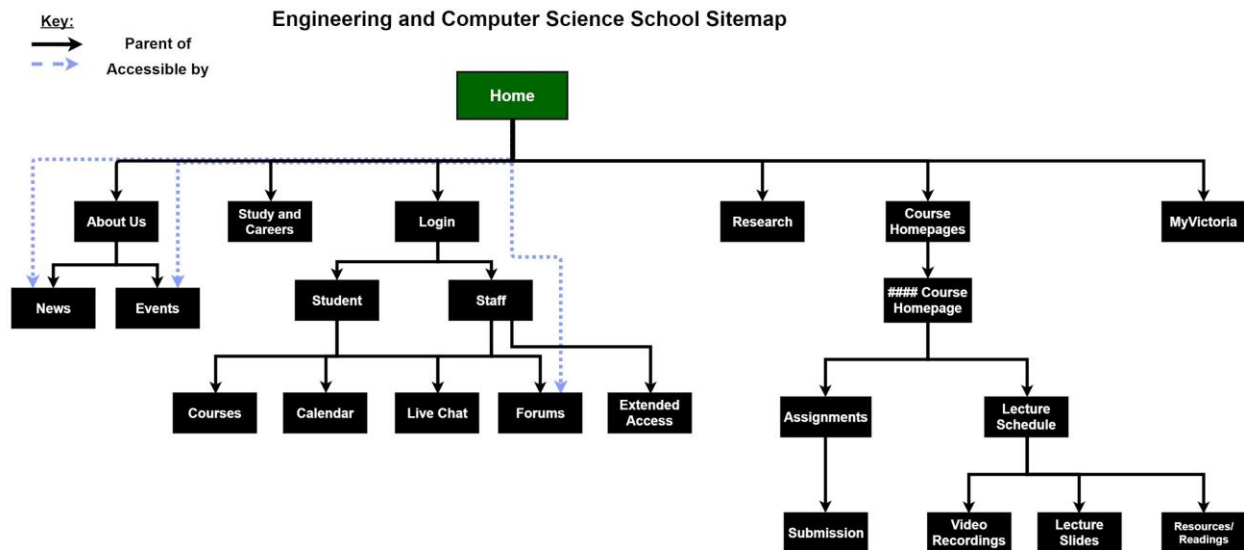 Key:
Engineering and Computer Science School Sitemap
Parent of
Accessible by
Home
About Us
Study and
Careers
Login
Research
Course
Homepages
MyVictoria
News
Events
Student
Staff
#### Course
Homepage
Courses
Calendar
Live Chat
Forums
Extended
Access
Assignments
Lecture
Schedule
Submission
Video
Recordings
Lecture
Slides
Resources/
Readings